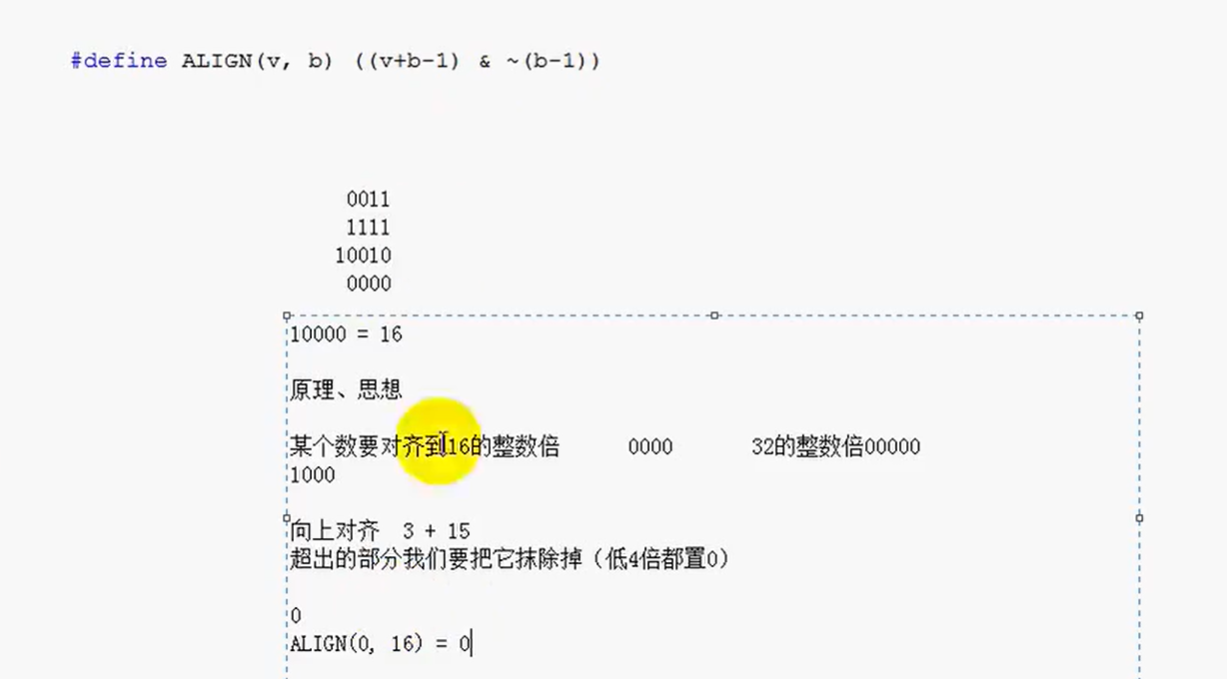 #define ALIGN(v, b) ((v+b-1) & ~(b-1))
0011
1111
10010
0000
10000 = 16
原理、思想
某个数要对齐到16的整数倍 0000 32的整数倍00000
1000
向上对齐 3 + 15
超出的部分我们要把它抹除掉（低4倍都置0）
0
ALIGN(0, 16) = 0